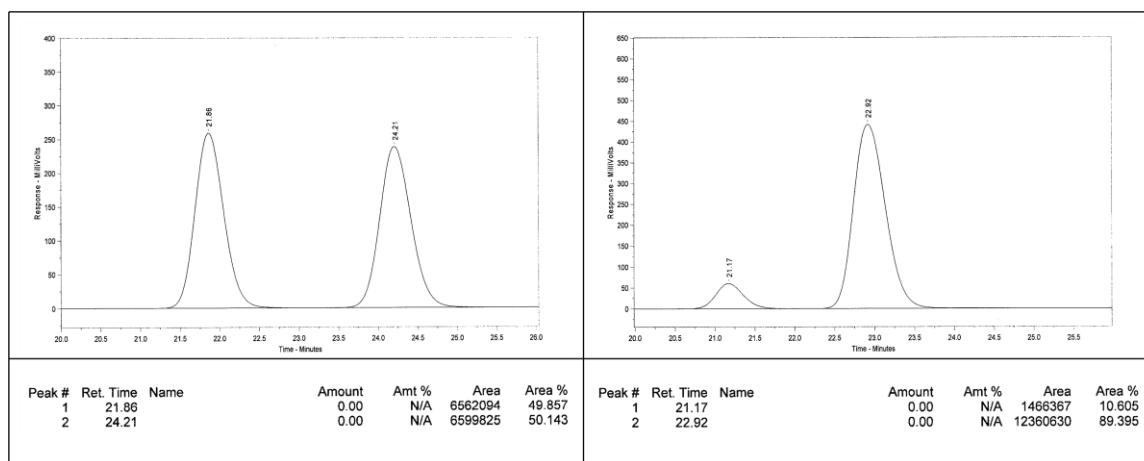 400
350
300
250
200
150
100
50
0
Response - MilliVolts
21.86
24.21
20.0 20.5 21.0 21.5 22.0 22.5 23.0 23.5 24.0 24.5 25.0 25.5 26.0
Time - Minutes
650
600
550
500
450
400
350
300
250
200
150
100
50
0
Response - MilliVolts
21.17
22.92
20.0 20.5 21.0 21.5 22.0 22.5 23.0 23.5 24.0 24.5 25.0 25.5
Time - Minutes
Peak # Ret. Time Name Amount Amt % Area Area %
1 21.86 0.00 N/A 6562094 49.857
2 24.21 0.00 N/A 6599825 50.143
Peak # Ret. Time Name Amount Amt % Area Area %
1 21.17 0.00 N/A 1466367 10.605
2 22.92 0.00 N/A 12360630 89.395